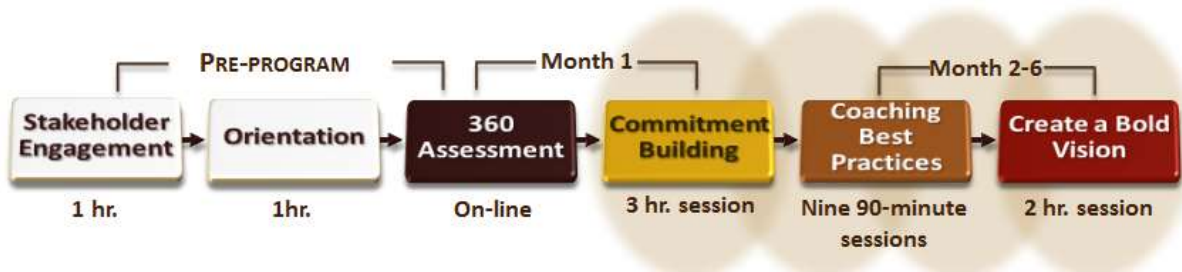 PRE-PROGRAM
Month 1
Month 2-6
Stakeholder
Engagement
Orientation
360
Assessment
Commitment
Building
Coaching
Best
Practices
Create a Bold
Vision
1 hr.
1hr.
On-line
3 hr. session
Nine 90-minute
sessions
2 hr. session